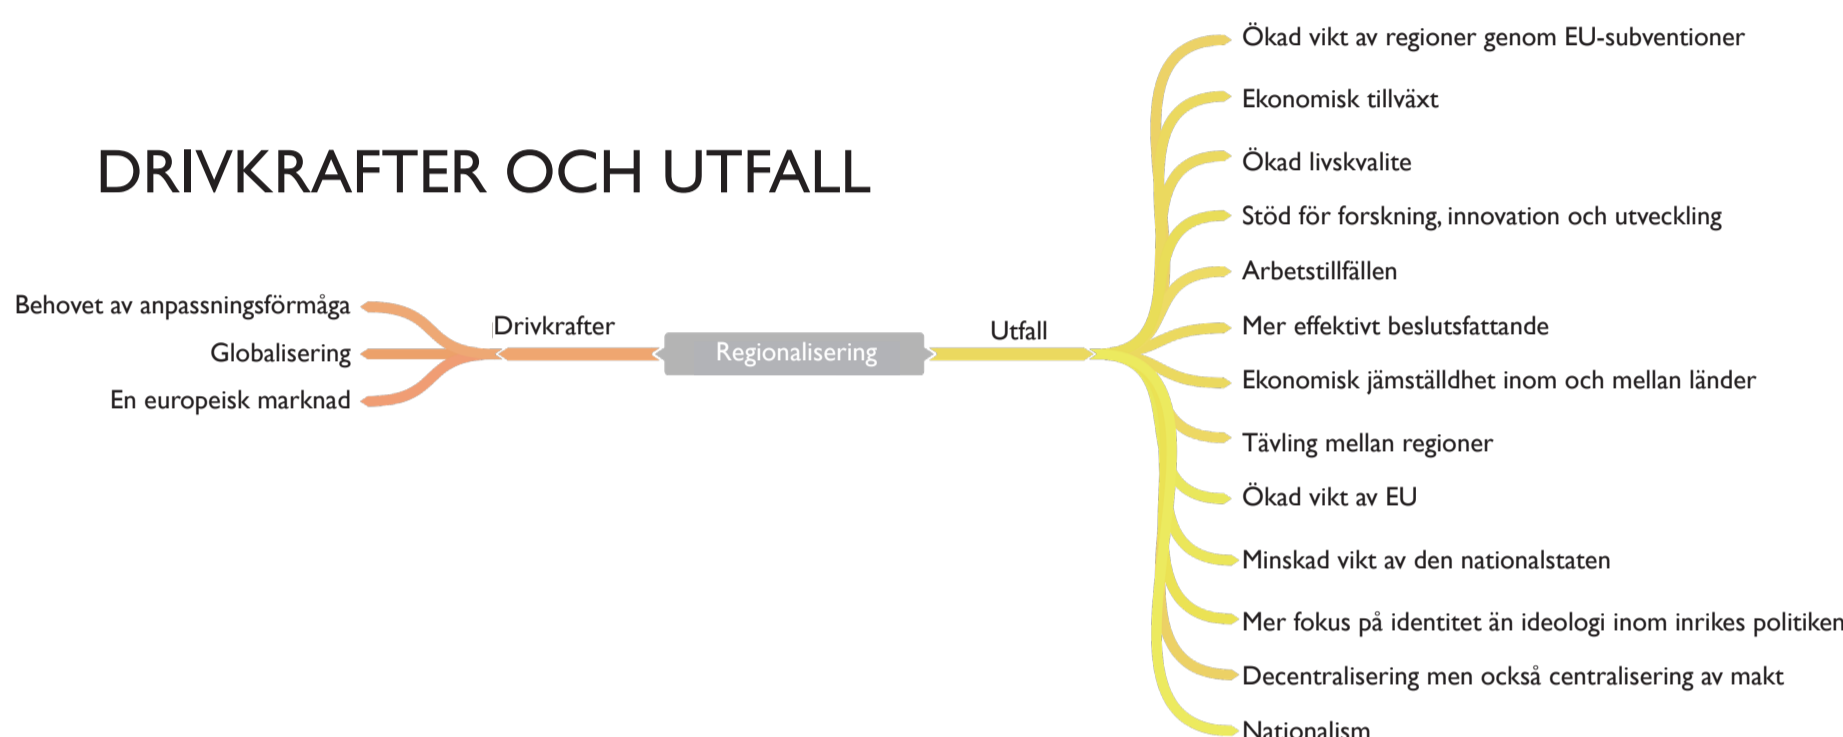 DRIVKRAFTER OCH UTFALL
Behovet av anpassningsförmåga
Globalisering
En europeisk marknad
Drivkrafter
Regionalisering
Utfall
Ökad vikt av regioner genom EU-subventioner
Ekonomisk tillväxt
Ökad livskvalite
Stöd för forskning, innovation och utveckling
Arbetstillfällen
Mer effektivt beslutsfattande
Ekonomisk jämställdhet inom och mellan länder
Tävling mellan regioner
Ökad vikt av EU
Minskad vikt av den nationalstaten
Mer fokus på identitet än ideologi inom inrikes politiken
Decentralisering men också centralisering av makt
Nationalism